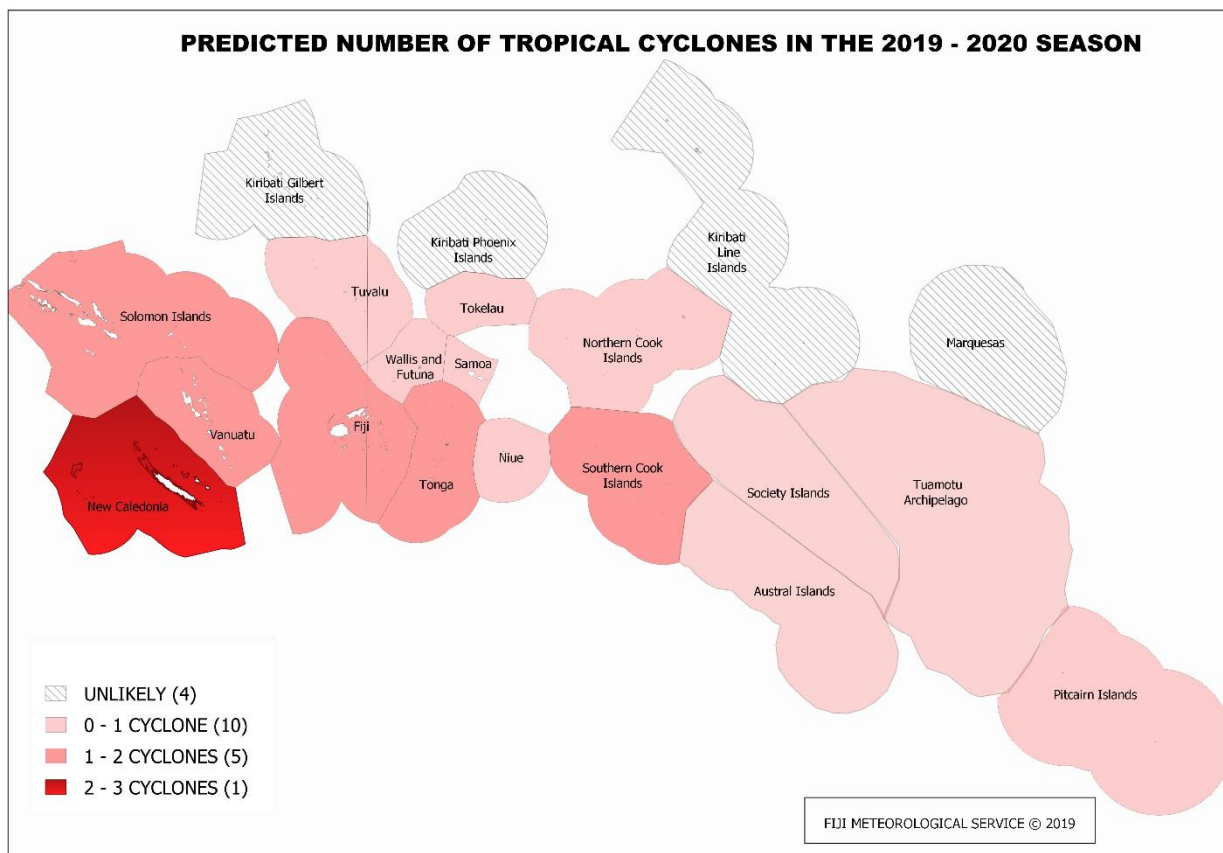 PREDICTED NUMBER OF TROPICAL CYCLONES IN THE 2019 - 2020 SEASON
Kiribati Gilbert
Islands
Kiribati Phoenix
Islands
Kiribati
Line
Islands
Marquesas
Tuvalu
Tokelau
Solomon Islands
Northern Cook
Islands
Wallis and
Futuna
Samoa
Vanuatu
Fiji
Niue
Tonga
Southern Cook
Islands
Society Islands
Tuamotu
Archipelago
New Caledonia
Austral Islands
Pitcairn Islands
UNLIKELY (4)
0 - 1 CYCLONE (10)
1 - 2 CYCLONES (5)
2 - 3 CYCLONES (1)
FIJI METEOROLOGICAL SERVICE © 2019